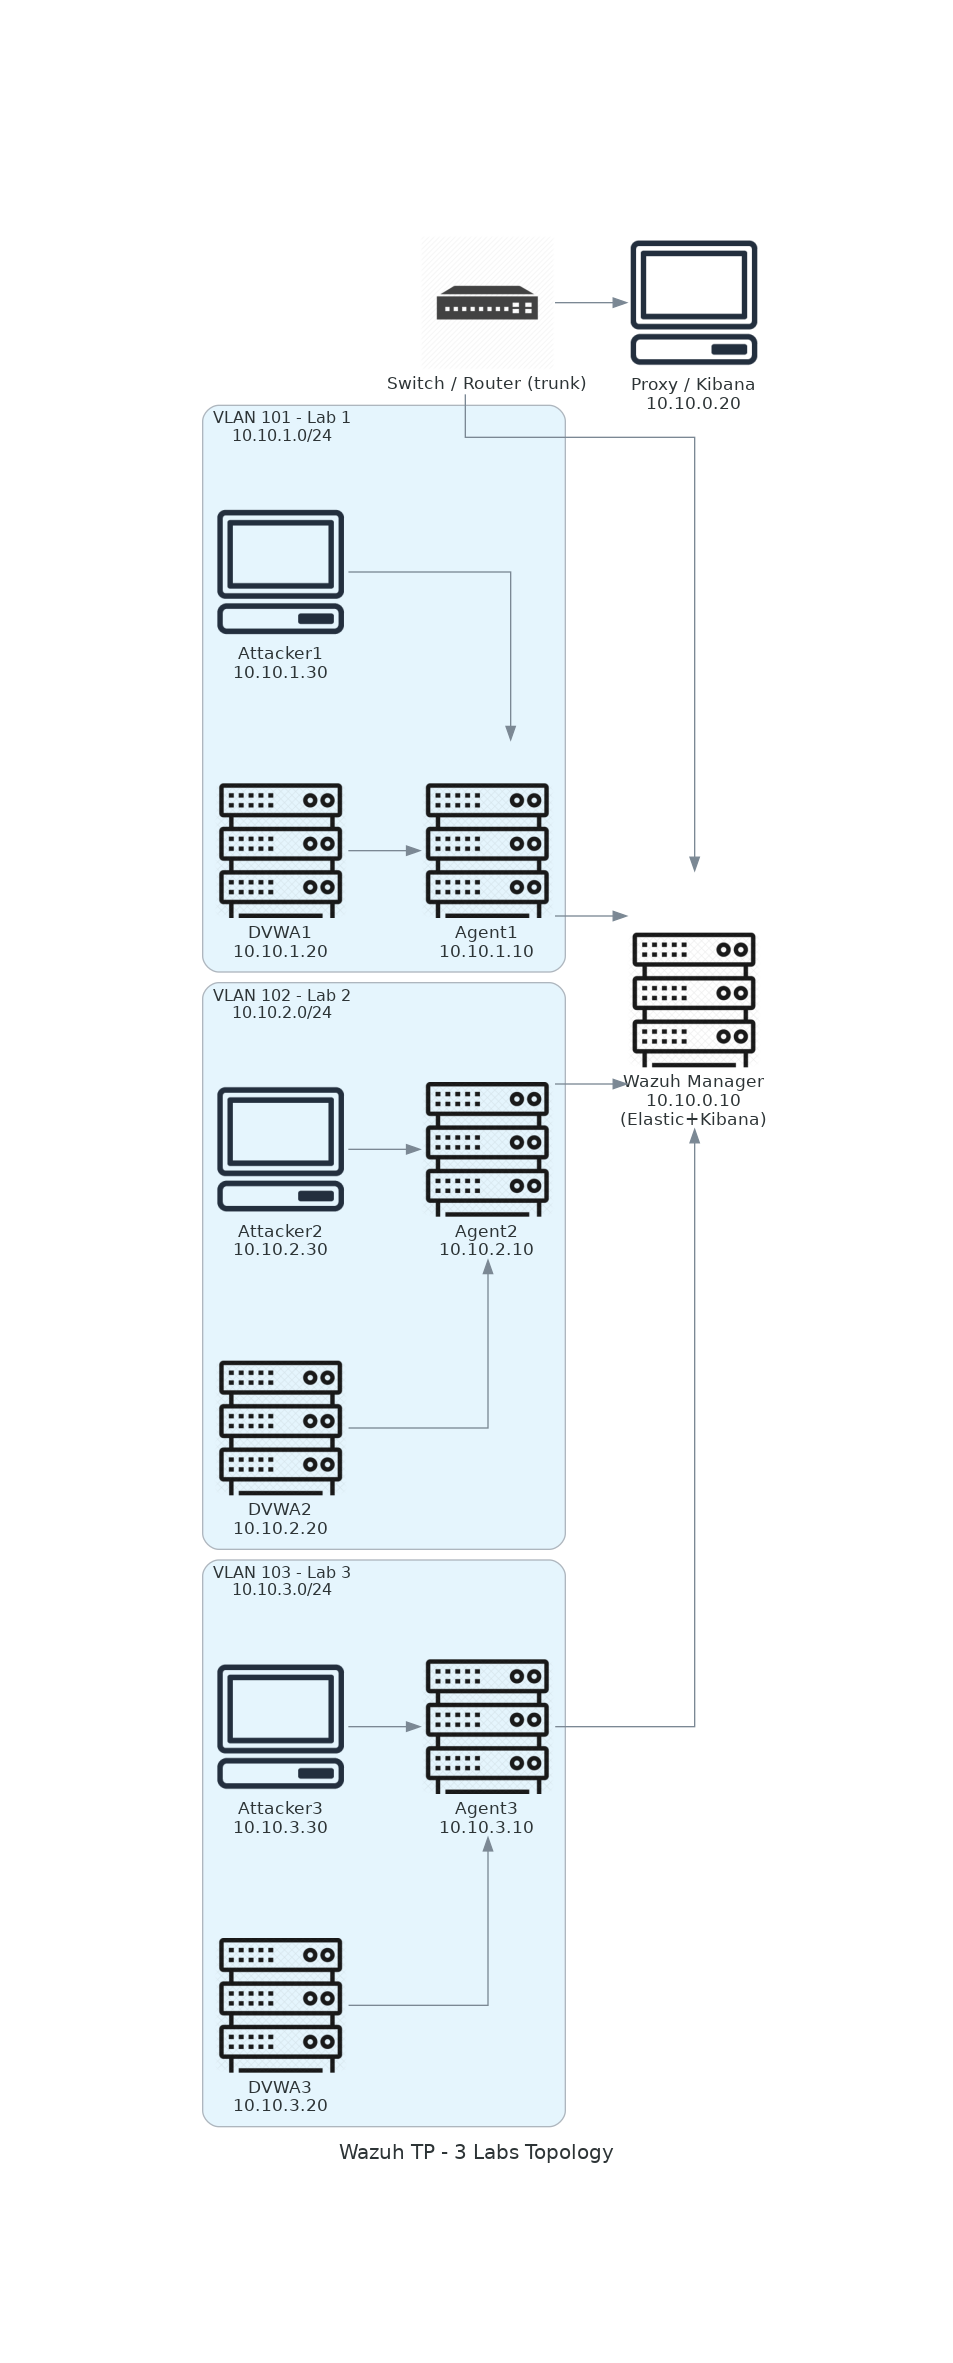 Switch / Router (trunk)
Proxy / Kibana
10.10.0.20
VLAN 101 - Lab 1
10.10.1.0/24
Attacker1
10.10.1.30
DVWA1
10.10.1.20
Agent1
10.10.1.10
VLAN 102 - Lab 2
10.10.2.0/24
Wazuh Manager
10.10.0.10
(Elastic+Kibana)
Attacker2
10.10.2.30
Agent2
10.10.2.10
DVWA2
10.10.2.20
VLAN 103 - Lab 3
10.10.3.0/24
Attacker3
10.10.3.30
Agent3
10.10.3.10
DVWA3
10.10.3.20
Wazuh TP - 3 Labs Topology